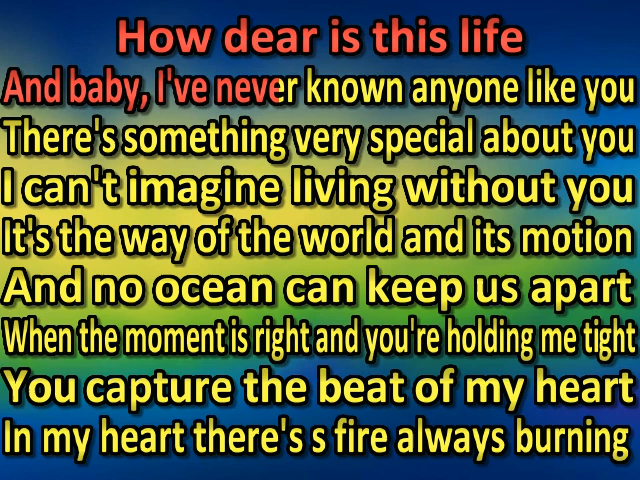 How dear is this life
And baby, I've never known anyone like you
There's something very special about you
I can't imagine living without you
It's the way of the world and its motion
And no ocean can keep us apart
When the moment is right and you're holding me tight
You capture the beat of my heart
In my heart there's s fire always burning